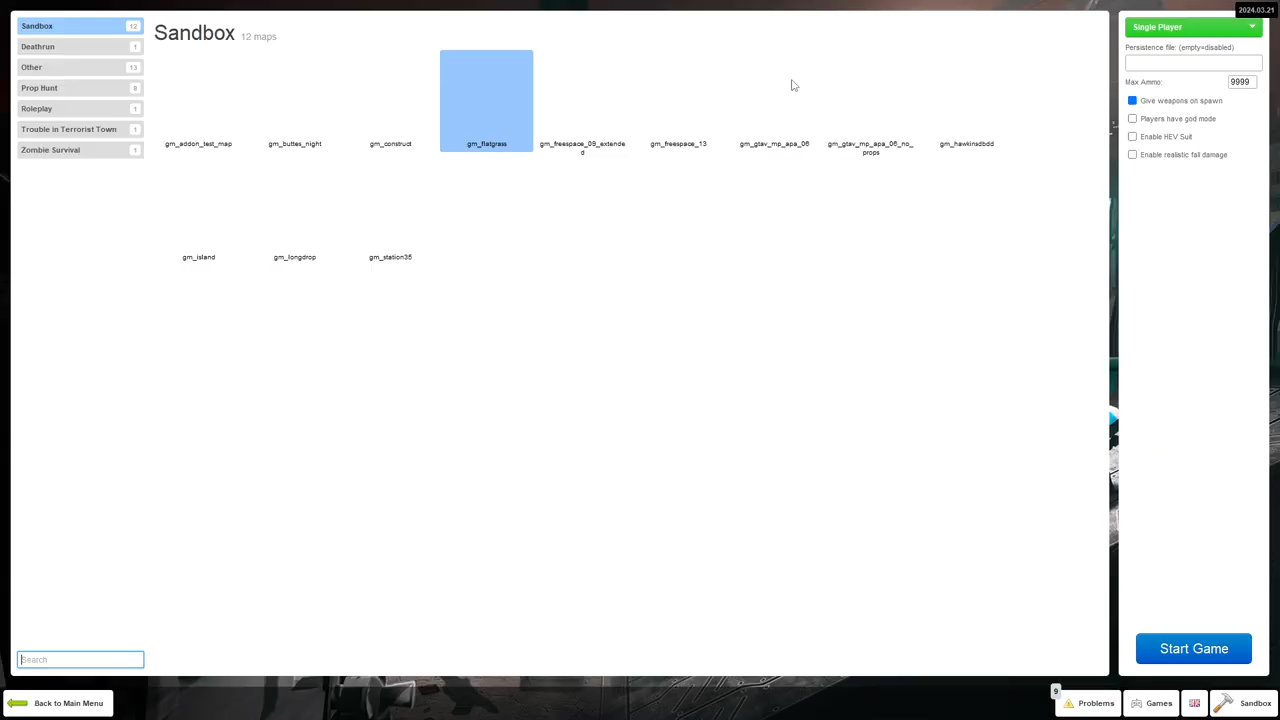 2024.03.21
Sandbox 12
Deathrun 1
Other 13
Prop Hunt 8
Roleplay 1
Trouble in Terrorist Town 1
Zombie Survival 1
Sandbox 12 maps
gm_addon_test_map
gm_buttes_night
gm_construct
gm_flatgrass
gm_freespace_09_extende
d
gm_freespace_13
gm_gtav_mp_apa_06
gm_gtav_mp_apa_06_no_
props
gm_hawkinsdbdd
gm_island
gm_longdrop
gm_station38
Search
Single Player
Persistence file: (empty=disabled)
Max Ammo: 9999
Give weapons on spawn
Players have god mode
Enable HEV Suit
Enable realistic fall damage
Start Game
Back to Main Menu
9
Problems
Games
Sandbox